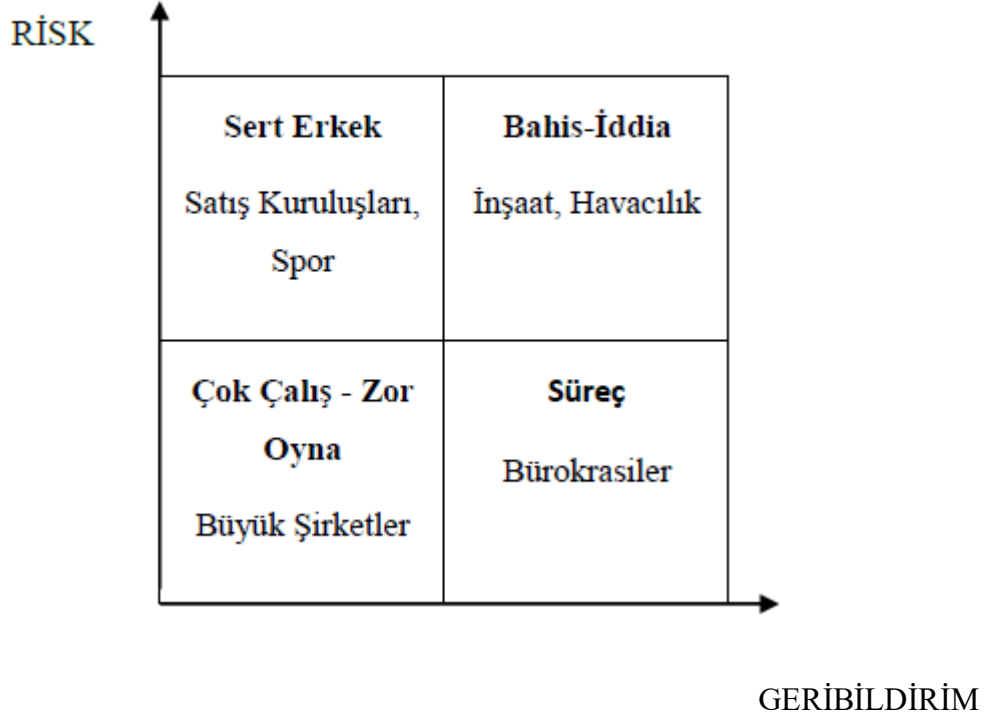 RİSK
Sert Erkek
Satış Kuruluşları,
Spor
Bahis-İddia
İnşaat, Havacılık
Çok Çalış - Zor
Oyna
Büyük Şirketler
Süreç
Bürokrasiler
GERİBİLDİRİM